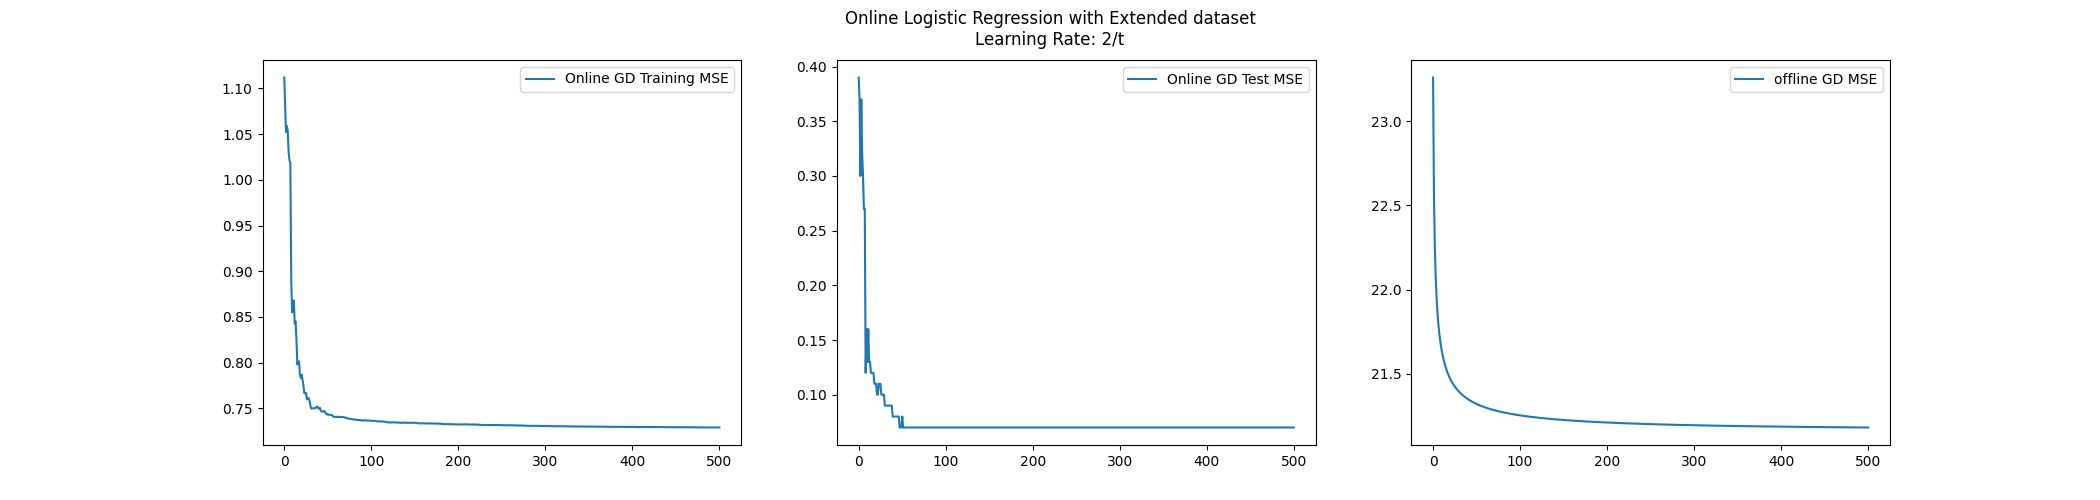 Online Logistic Regression with Extended dataset
Learning Rate: 2/t
Online GD Training MSE
1.10
1.05
1.00
0.95
0.90
0.85
0.80
0.75
0 100 200 300 400 500
Online GD Test MSE
0.40
0.35
0.30
0.25
0.20
0.15
0.10
0 100 200 300 400 500
offline GD MSE
23.0
22.5
22.0
21.5
0 100 200 300 400 500